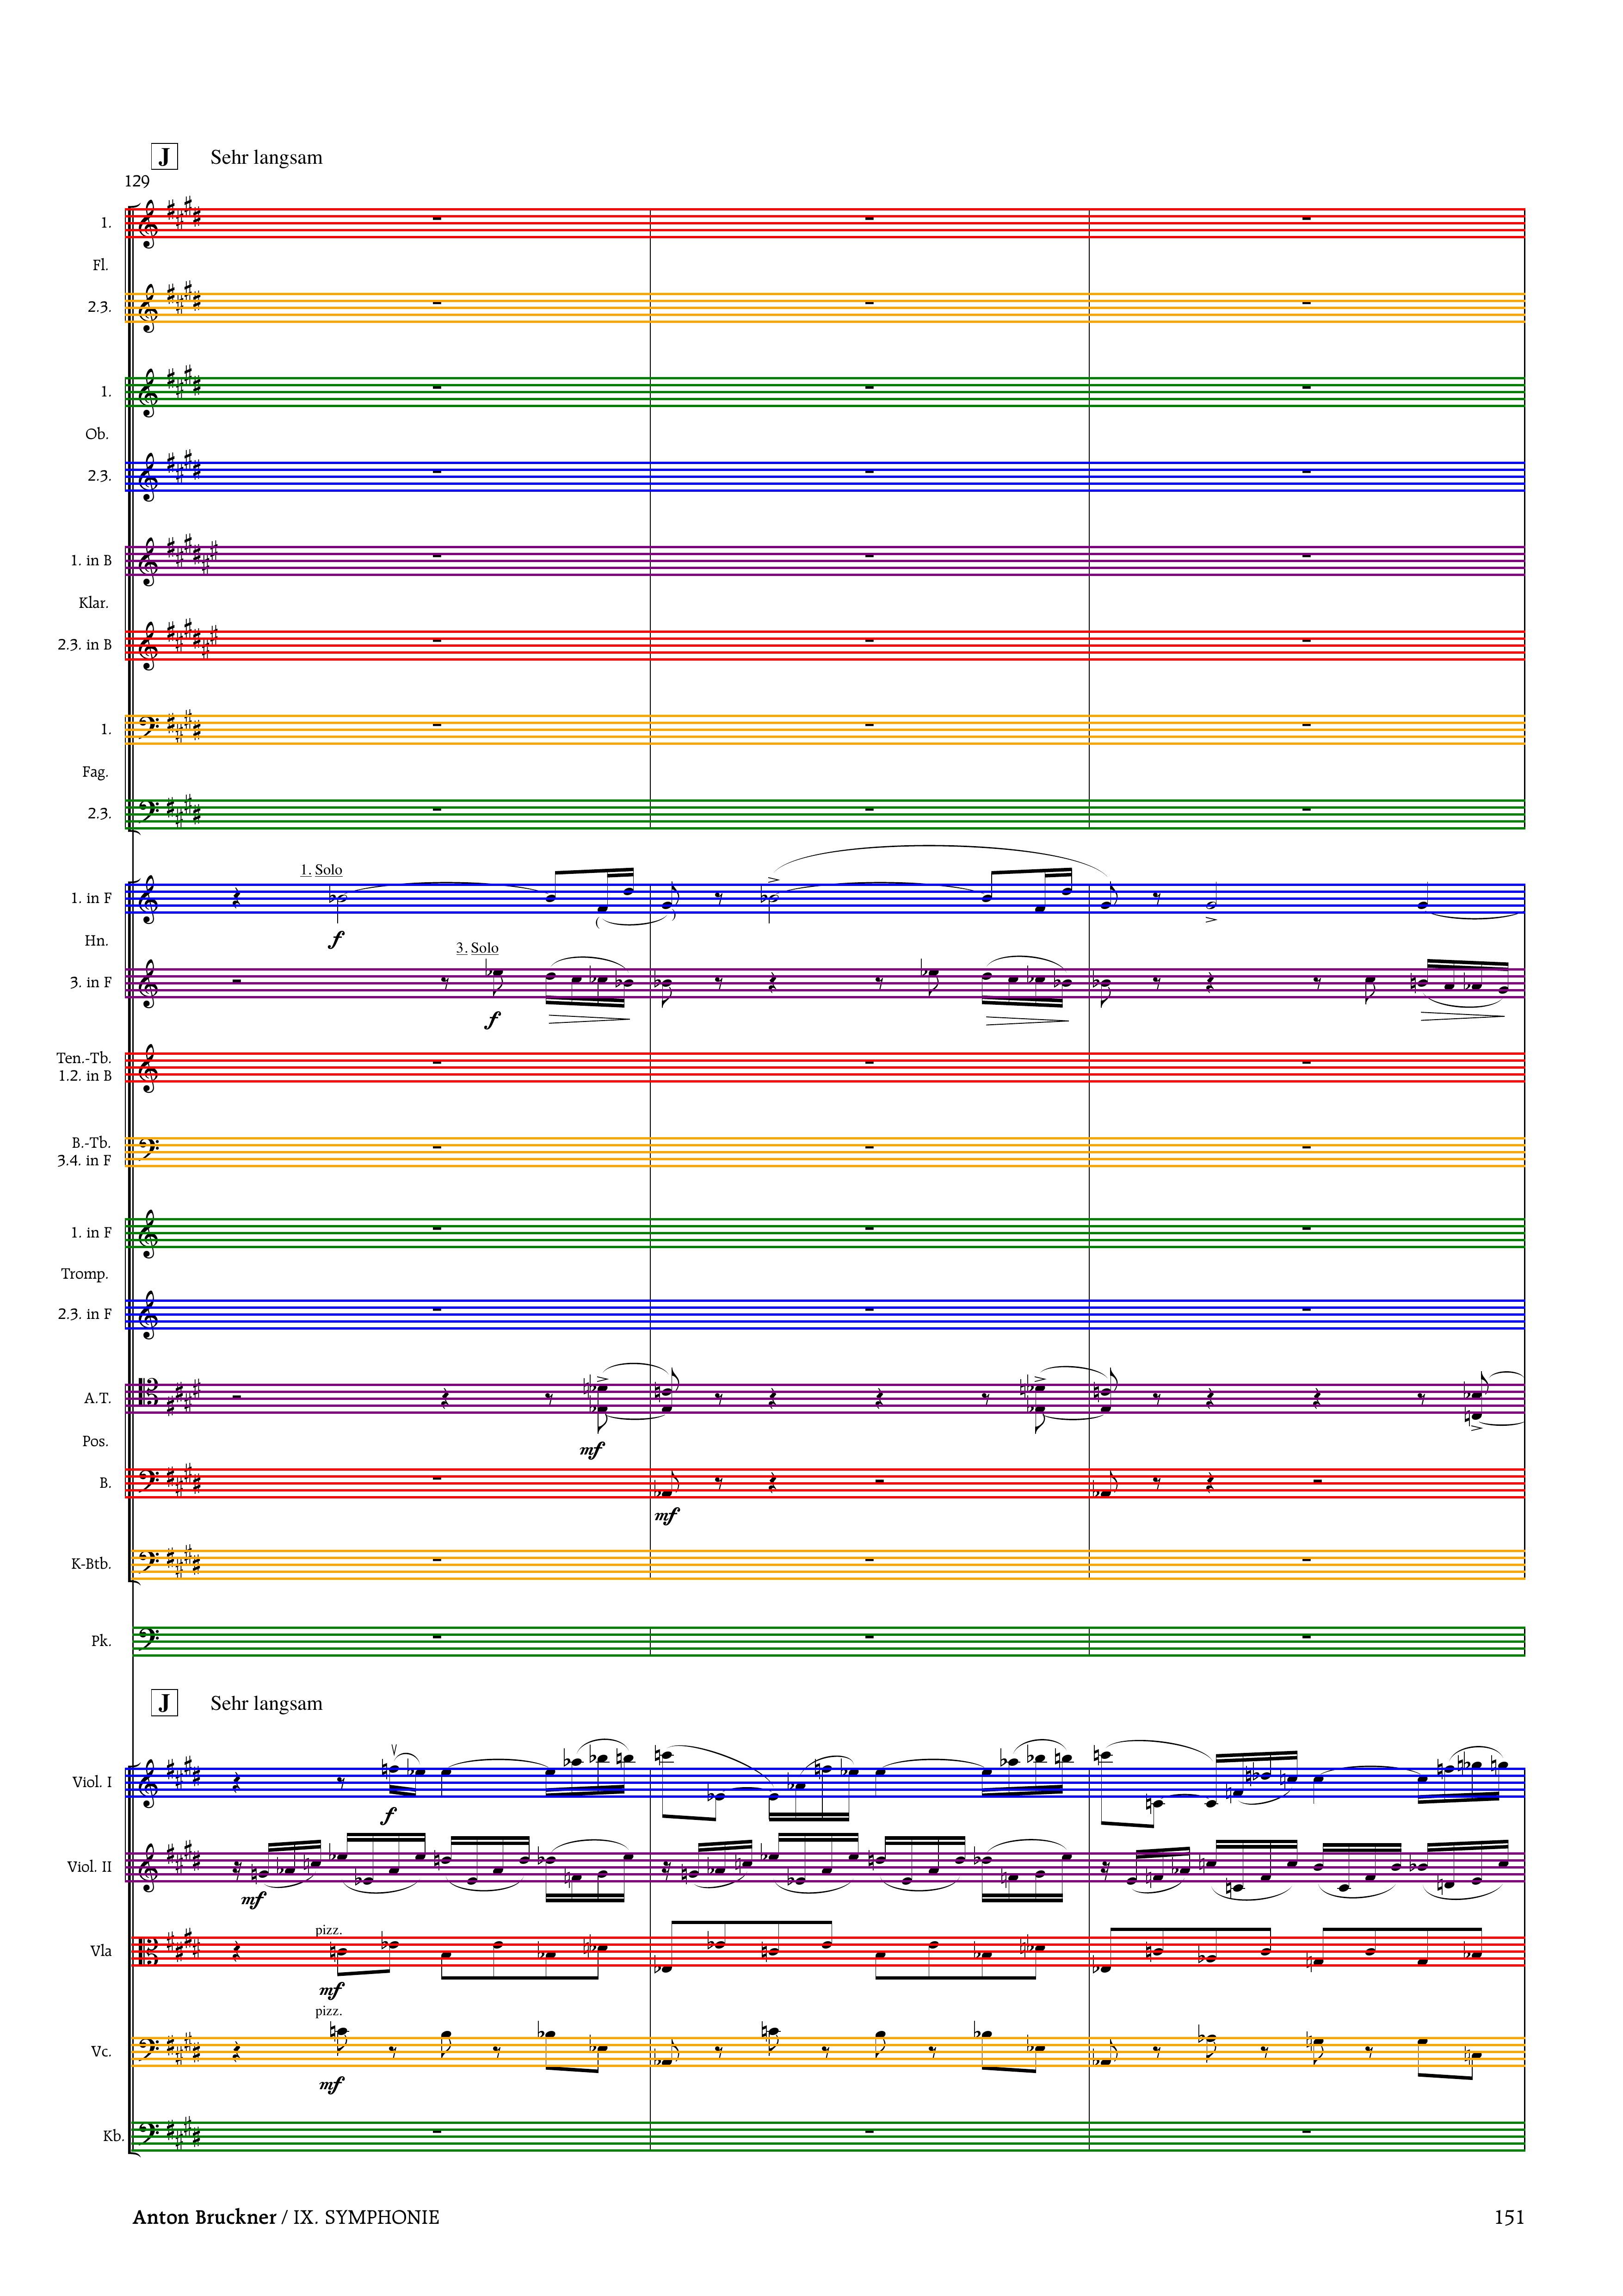 J Sehr langsam
129
1.
Fl.
2.3.
1.
Ob.
2.3.
1. in B
Klar.
2.3. in B
1.
Fag.
2.3.
1. Solo
1. in F
f
Hn.
3. Solo
3. in F
f
Ten.-Tb.
1.2. in B
B.-Tb.
3.4. in F
1. in F
Tromp.
2.3. in F
A.T.
mf
Pos.
B.
mf
K-Btb.
Pk.
J Sehr langsam
Viol. I
f
Viol. II
mf
pizz.
Vla
mf
pizz.
Vc.
mf
Kb.
Anton Bruckner / IX. SYMPHONIE 151